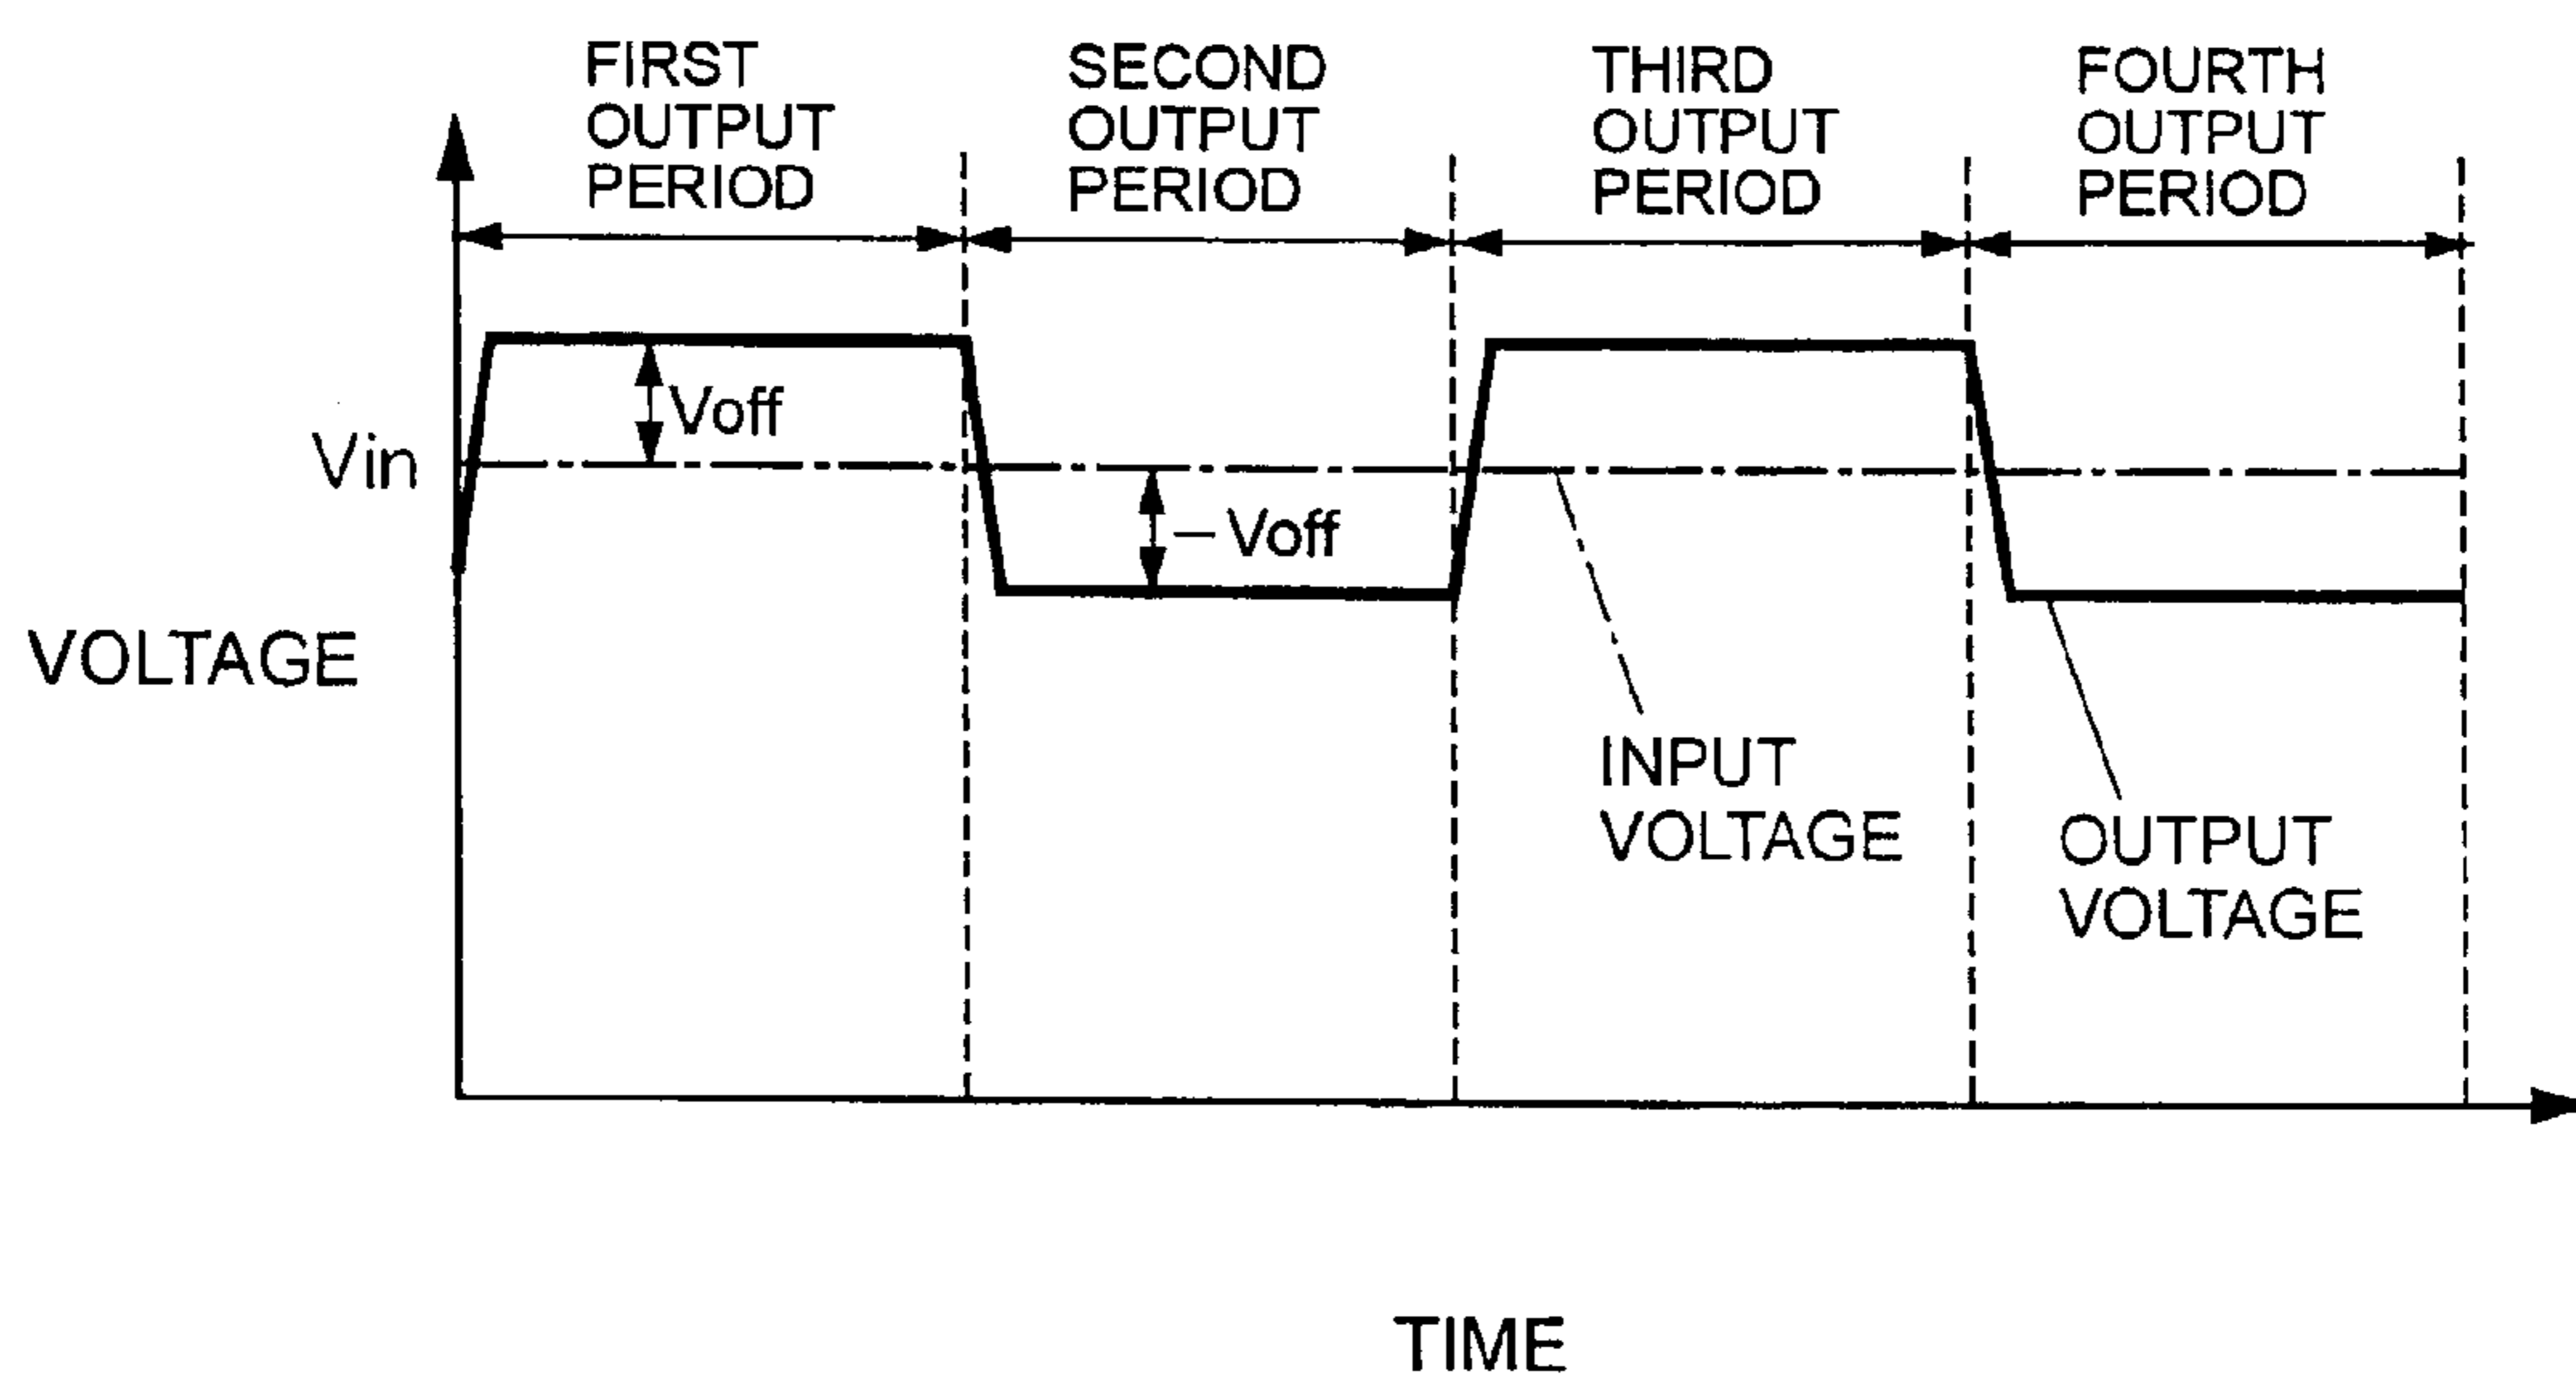 FIRST
OUTPUT
PERIOD
SECOND
OUTPUT
PERIOD
THIRD
OUTPUT
PERIOD
FOURTH
OUTPUT
PERIOD
Voff
Vin
−Voff
VOLTAGE
INPUT
VOLTAGE
OUTPUT
VOLTAGE
TIME